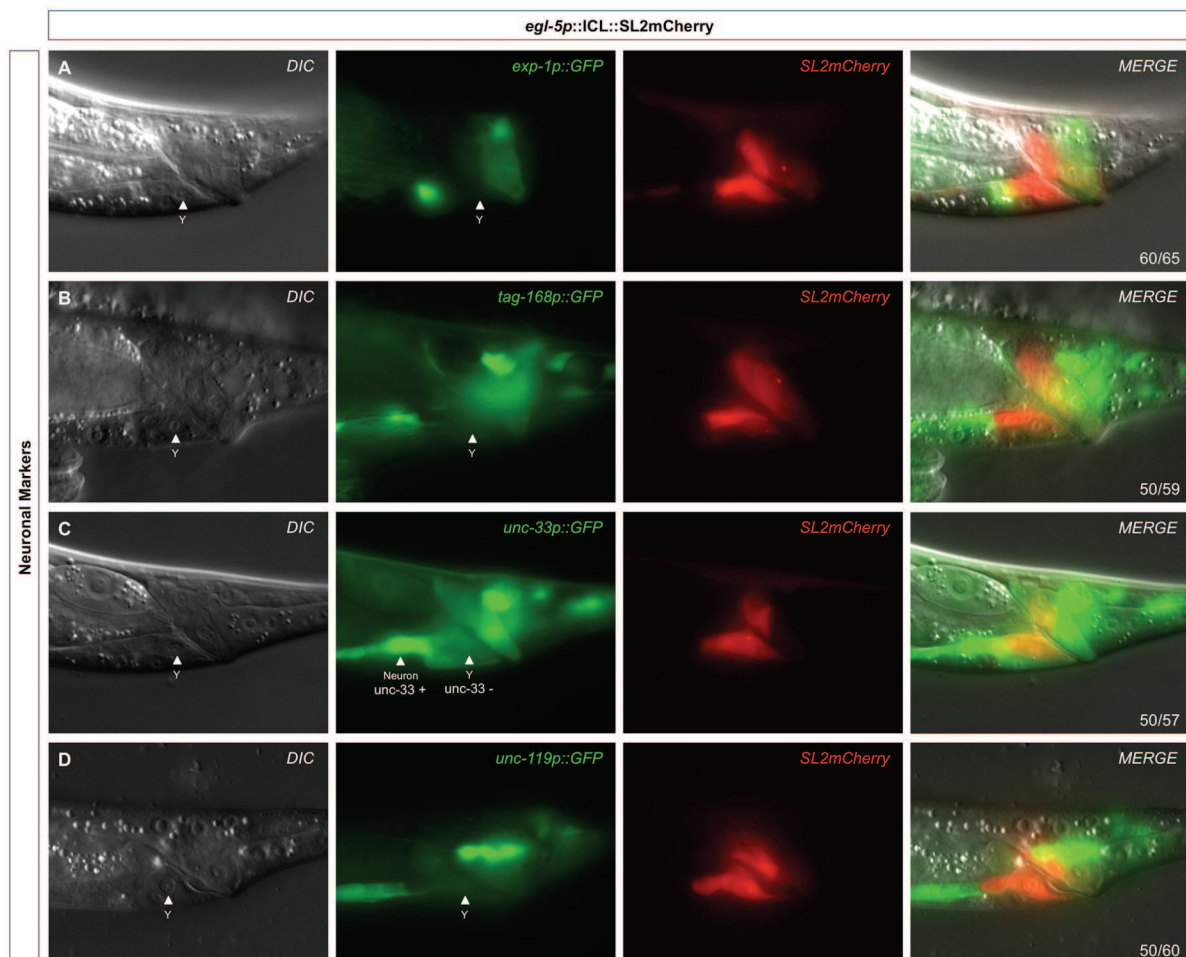 egl-5p::ICL::SL2mCherry
Neuronal Markers
A DIC exp-1p::GFP SL2mCherry MERGE
Y Y
60/65
B DIC tag-168p::GFP SL2mCherry MERGE
Y Y
50/59
C DIC unc-33p::GFP SL2mCherry MERGE
Y Neuron Y
unc-33 + unc-33 -
50/57
D DIC unc-119p::GFP SL2mCherry MERGE
Y Y
50/60